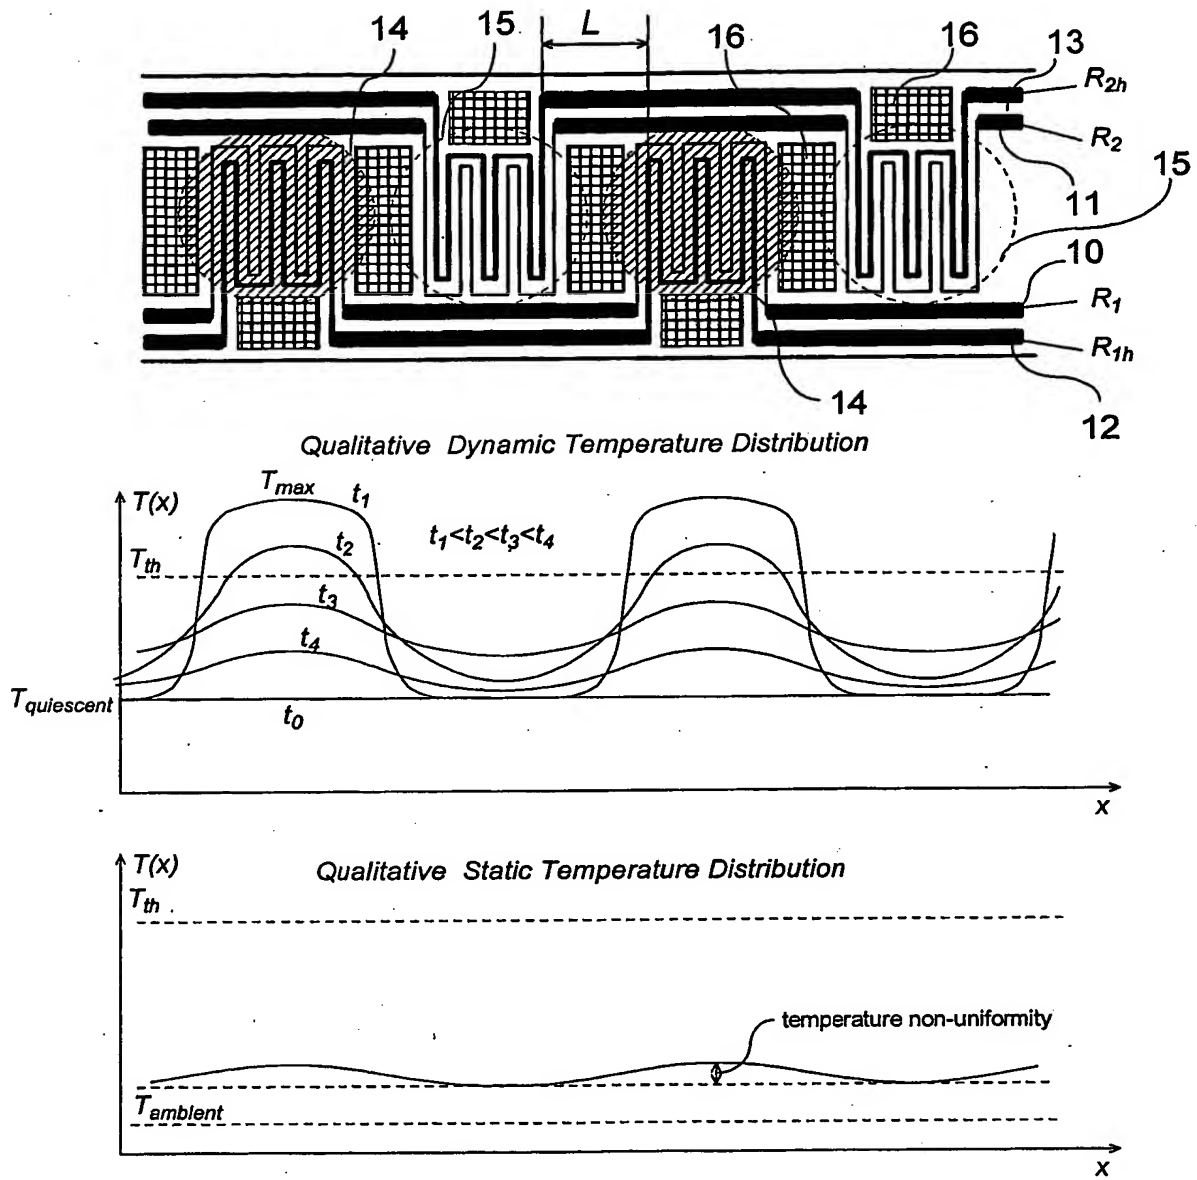 L
14
15
16
16
13
R2h
R2
11
15
10
R1
R1h
14
12
Qualitative Dynamic Temperature Distribution
T(x)
Tmax
t1
t1<t2<t3<t4
t2
Tth
t3
t4
Tquiescent
t0
x
T(x)
Qualitative Static Temperature Distribution
Tth
temperature non-uniformity
Tambient
x